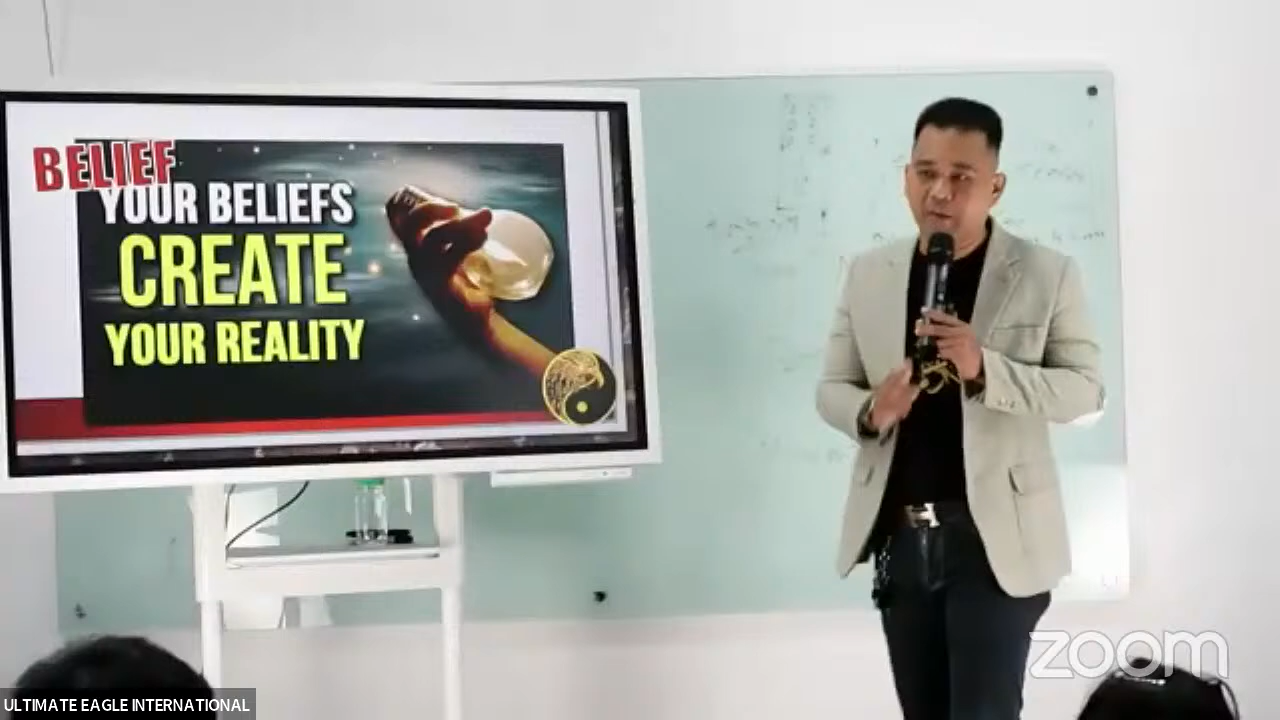 BELIEF
YOUR BELIEFS
CREATE
YOUR REALITY
zoom
ULTIMATE EAGLE INTERNATIONAL